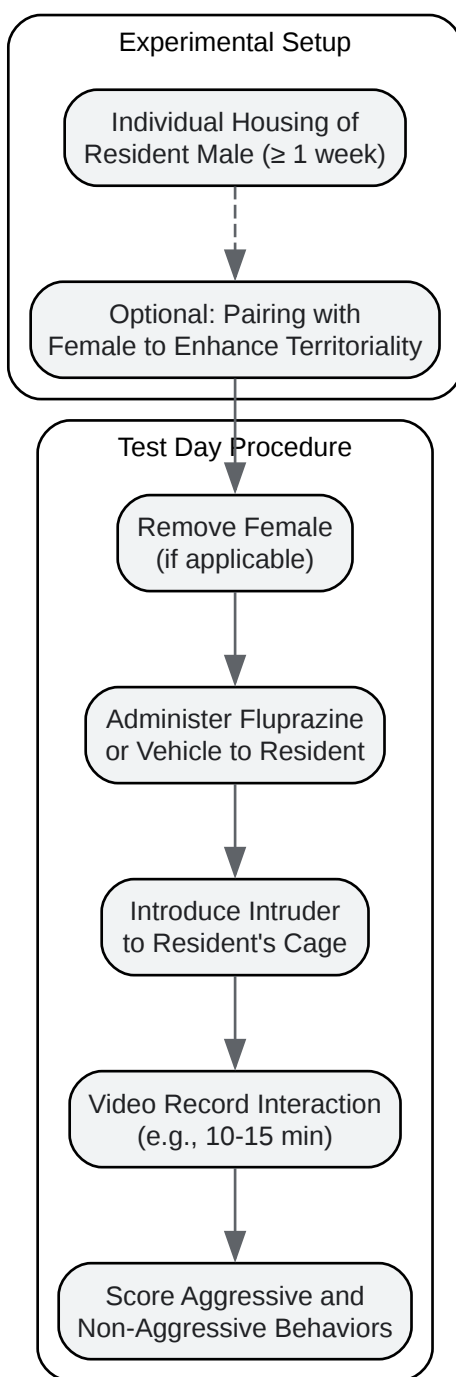 Experimental Setup
Individual Housing of
Resident Male (≥ 1 week)
Optional: Pairing with
Female to Enhance Territoriality
Test Day Procedure
Remove Female
(if applicable)
Administer Fluprazine
or Vehicle to Resident
Introduce Intruder
to Resident's Cage
Video Record Interaction
(e.g., 10-15 min)
Score Aggressive and
Non-Aggressive Behaviors